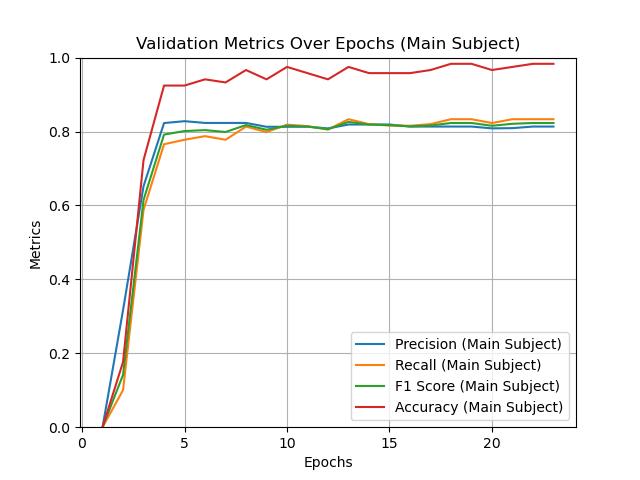 Validation Metrics Over Epochs (Main Subject)
1.0
0.8
0.6
0.4
0.2
0.0
Metrics
Precision (Main Subject)
Recall (Main Subject)
F1 Score (Main Subject)
Accuracy (Main Subject)
0 5 10 15 20
Epochs